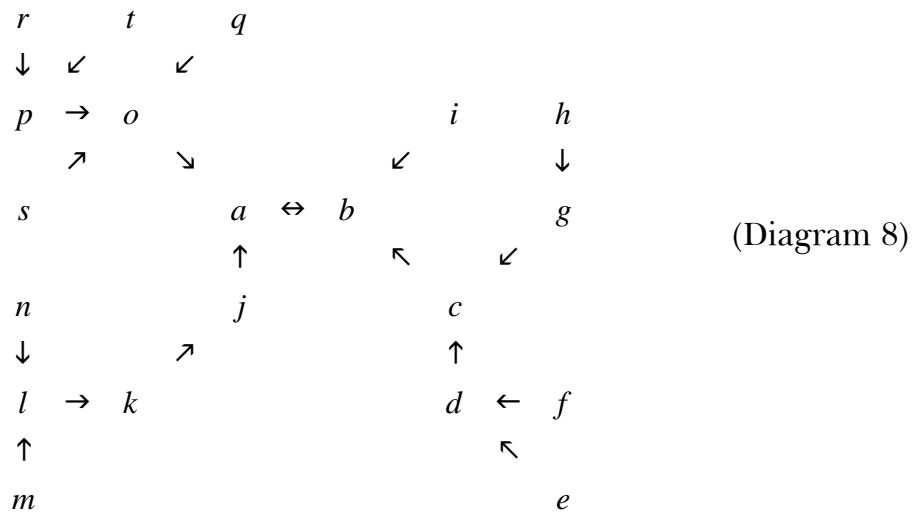 r t q
↓ ↙ ↙
p → o i h
↗ ↘ ↙ ↓
s a ↔ b g
(Diagram 8)
↑ ↖ ↙
n j c
↓ ↗ ↑
l → k d ← f
↑ ↖
m e